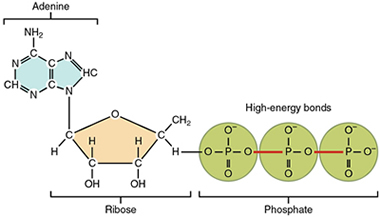 Adenine
NH₂
C
N
C
N
HC
CH
C
N
N
High-energy bonds
O
CH₂
O⁻
O⁻
O⁻
C
H
H
C
H
O
P
O
P
O
P
O⁻
H
C
C
H
O
O
O
OH
OH
Ribose
Phosphate